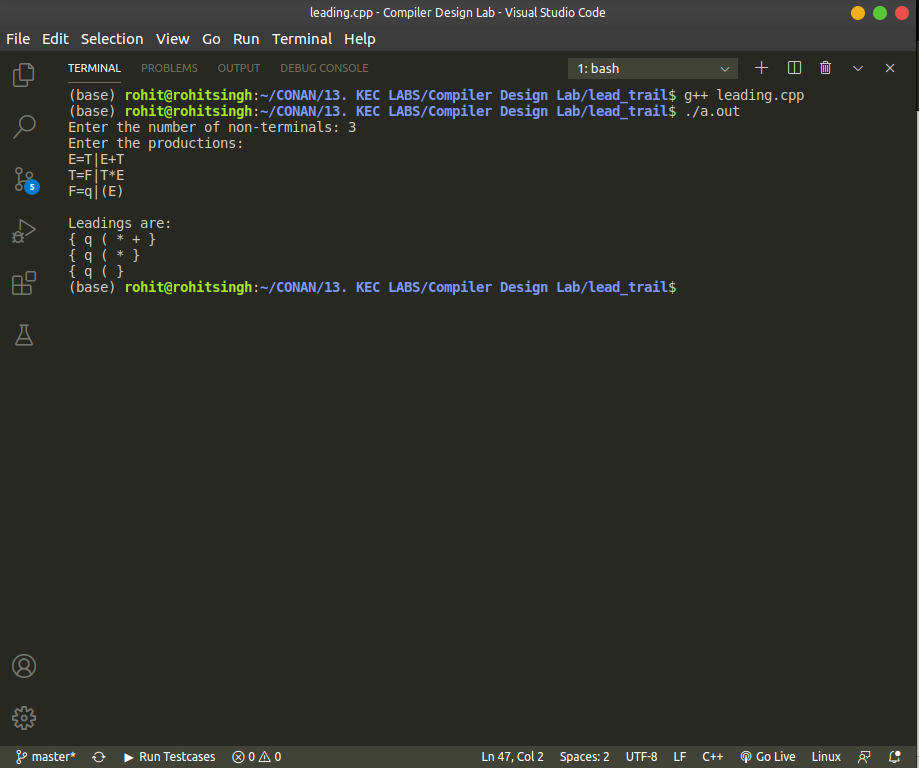 leading.cpp - Compiler Design Lab - Visual Studio Code
File Edit Selection View Go Run Terminal Help
TERMINAL PROBLEMS OUTPUT DEBUG CONSOLE 1: bash
(base) rohit@rohitsingh:~/CONAN/13. KEC LABS/Compiler Design Lab/lead_trail$ g++ leading.cpp
(base) rohit@rohitsingh:~/CONAN/13. KEC LABS/Compiler Design Lab/lead_trail$ ./a.out
Enter the number of non-terminals: 3
Enter the productions:
E=T|E+T
T=F|T*E
F=q|(E)
Leadings are:
{ q ( * + }
{ q ( * }
{ q ( }
(base) rohit@rohitsingh:~/CONAN/13. KEC LABS/Compiler Design Lab/lead_trail$
5
master* Run Testcases 0 0 Ln 47, Col 2 Spaces: 2 UTF-8 LF C++ Go Live Linux